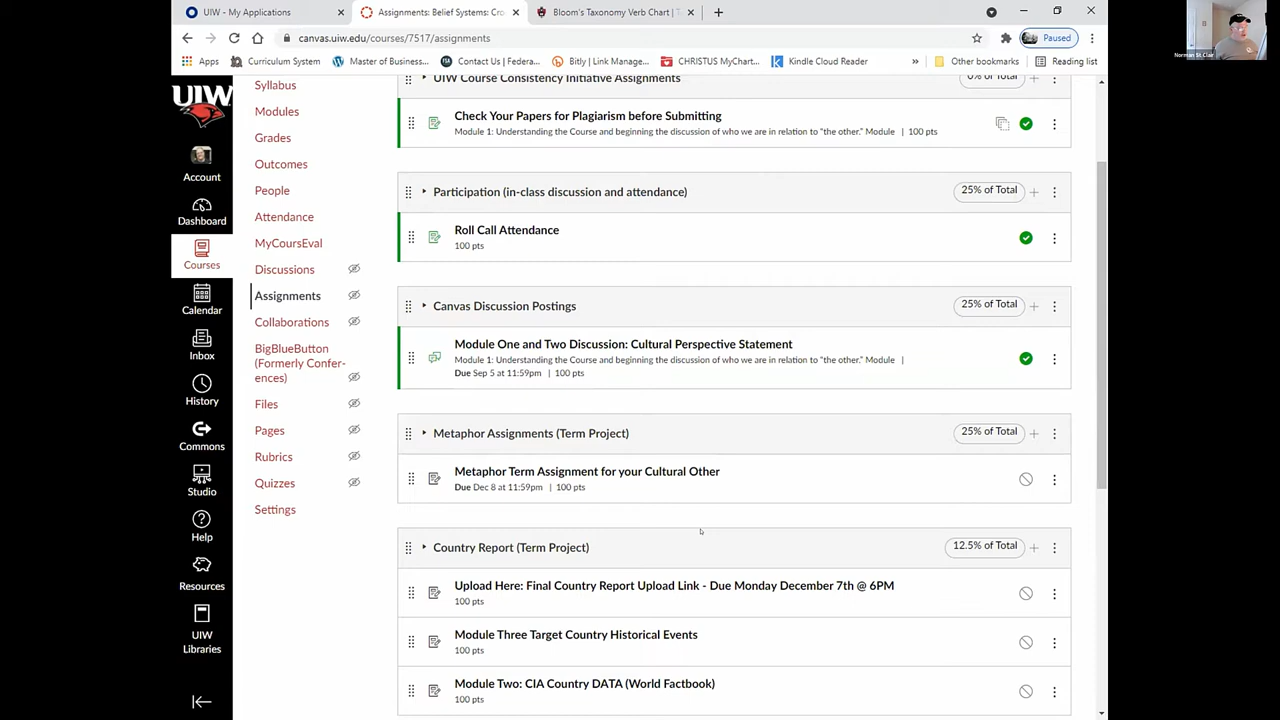 UIW - My Applications
Assignments: Belief Systems: Cro
Bloom's Taxonomy Verb Chart | T
canvas.uiw.edu/courses/7517/assignments
Paused
Apps
Curriculum System
Master of Business...
Contact Us | Federa...
Bitly | Link Manage...
CHRISTUS MyChart...
Kindle Cloud Reader
»
Other bookmarks
Reading list
Norman St. Clair
UIW
Account
Dashboard
Courses
Calendar
Inbox
History
Commons
Studio
Help
Resources
UIW
Libraries
Syllabus
Modules
Grades
Outcomes
People
Attendance
MyCoursEval
Discussions
Assignments
Collaborations
BigBlueButton
(Formerly Confer-
ences)
Files
Pages
Rubrics
Quizzes
Settings
UIW Course Consistency Initiative Assignments
0% of Total
Check Your Papers for Plagiarism before Submitting
Module 1: Understanding the Course and beginning the discussion of who we are in relation to "the other." Module | 100 pts
Participation (in-class discussion and attendance)
25% of Total
Roll Call Attendance
100 pts
Canvas Discussion Postings
25% of Total
Module One and Two Discussion: Cultural Perspective Statement
Module 1: Understanding the Course and beginning the discussion of who we are in relation to "the other." Module |
Due Sep 5 at 11:59pm | 100 pts
Metaphor Assignments (Term Project)
25% of Total
Metaphor Term Assignment for your Cultural Other
Due Dec 8 at 11:59pm | 100 pts
Country Report (Term Project)
12.5% of Total
Upload Here: Final Country Report Upload Link - Due Monday December 7th @ 6PM
100 pts
Module Three Target Country Historical Events
100 pts
Module Two: CIA Country DATA (World Factbook)
100 pts